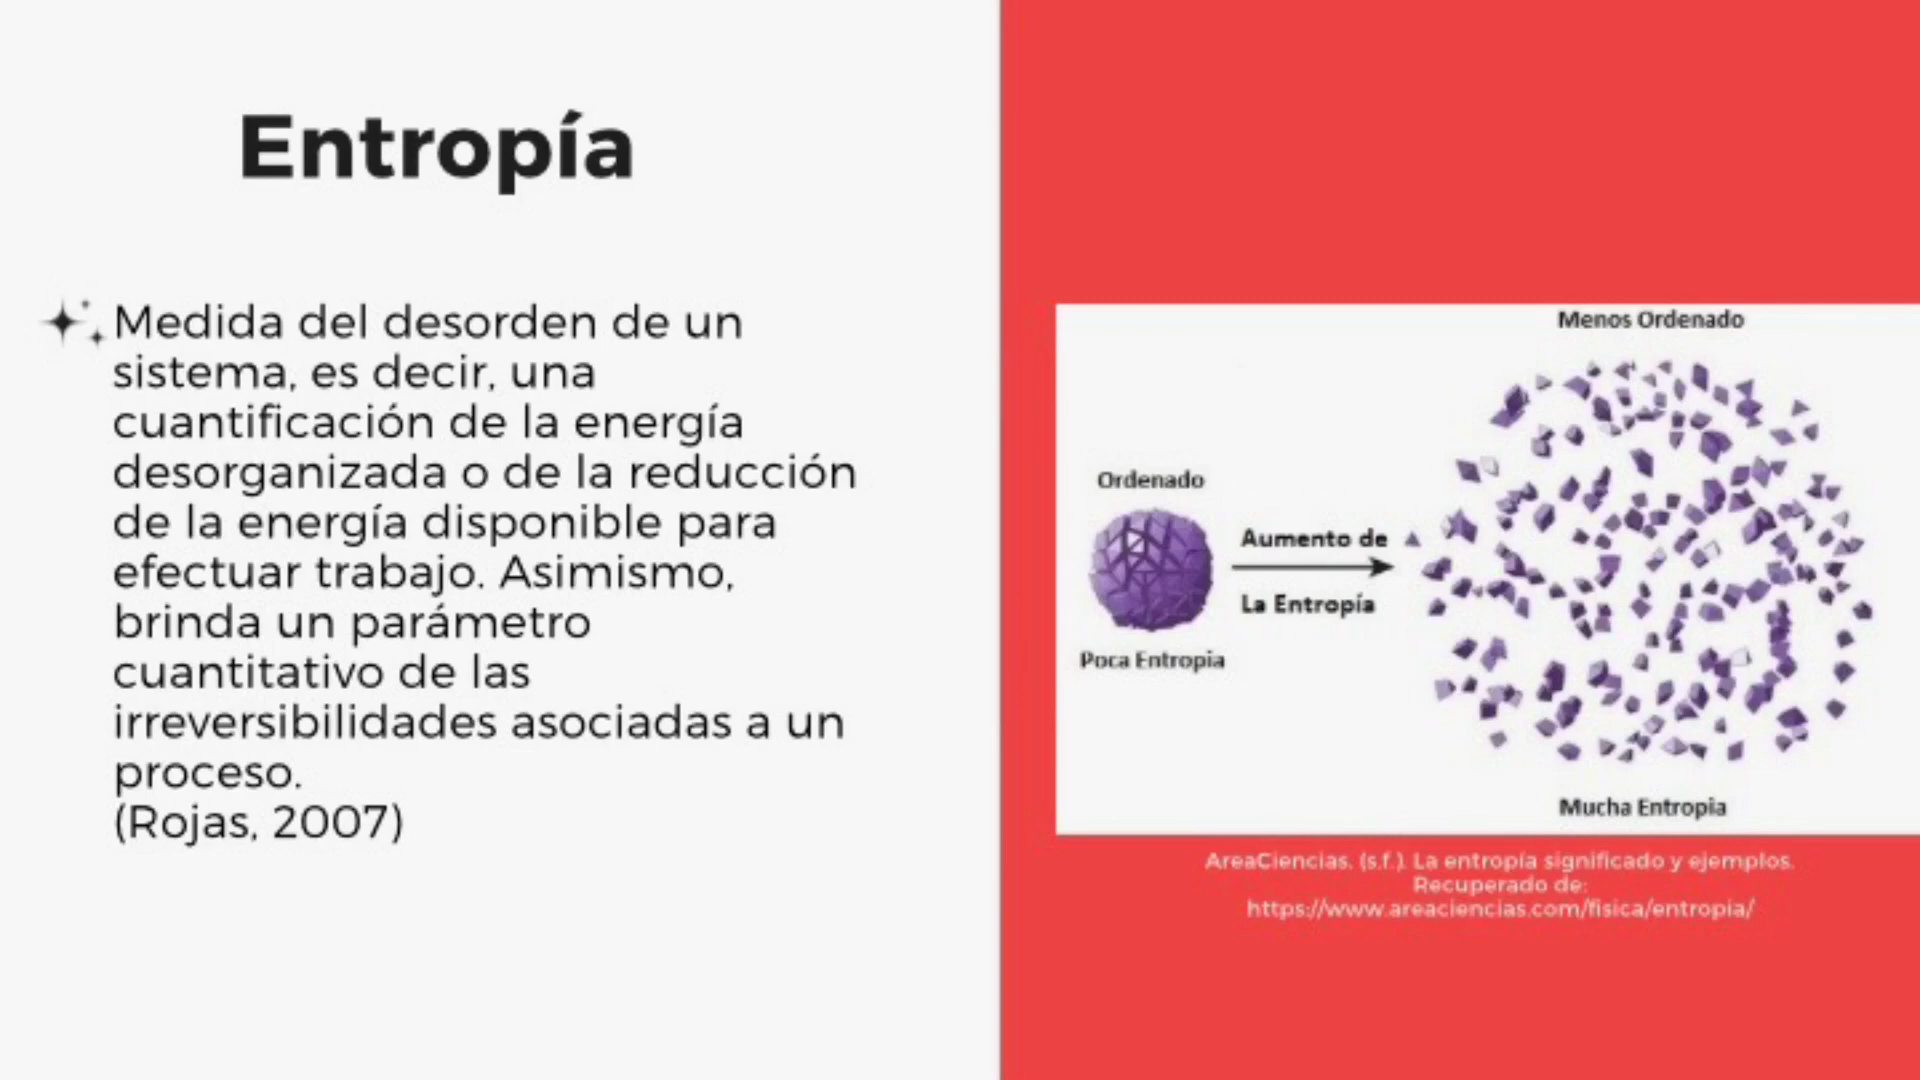 Entropía
Medida del desorden de un
sistema, es decir, una
cuantificación de la energía
desorganizada o de la reducción
de la energía disponible para
efectuar trabajo. Asimismo,
brinda un parámetro
cuantitativo de las
irreversibilidades asociadas a un
proceso.
(Rojas, 2007)
Menos Ordenado
Ordenado
Aumento de
La Entropía
Poca Entropia
Mucha Entropia
AreaCiencias. (s.f.). La entropía significado y ejemplos.
Recuperado de:
https://www.areaciencias.com/fisica/entropia/